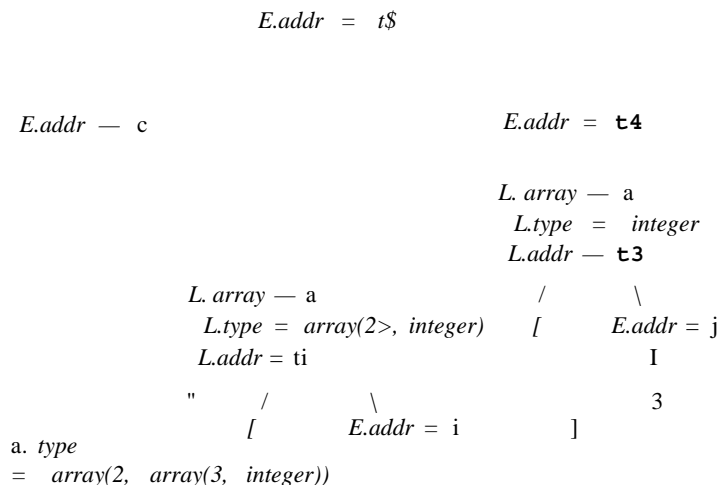 E.addr = t$
E.addr — c E.addr = t4
L. array — a
L.type = integer
L.addr — t3
L. array — a / \
L.type = array(2>, integer) [ E.addr = j
L.addr = ti I
" / \ 3
[ E.addr = i ]
a. type
= array(2, array(3, integer))